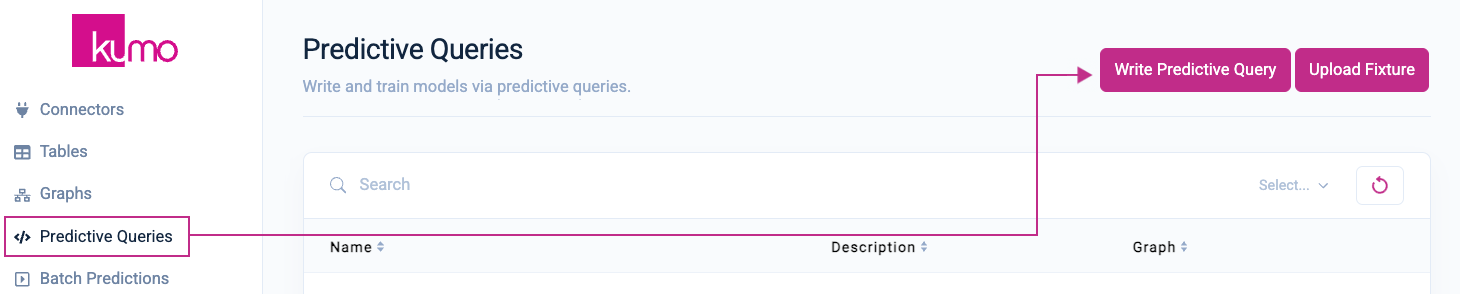 kumo
Connectors
Tables
Graphs
Predictive Queries
Batch Predictions
Predictive Queries
Write and train models via predictive queries.
Write Predictive Query
Upload Fixture
Search
Select...
Name
Description
Graph